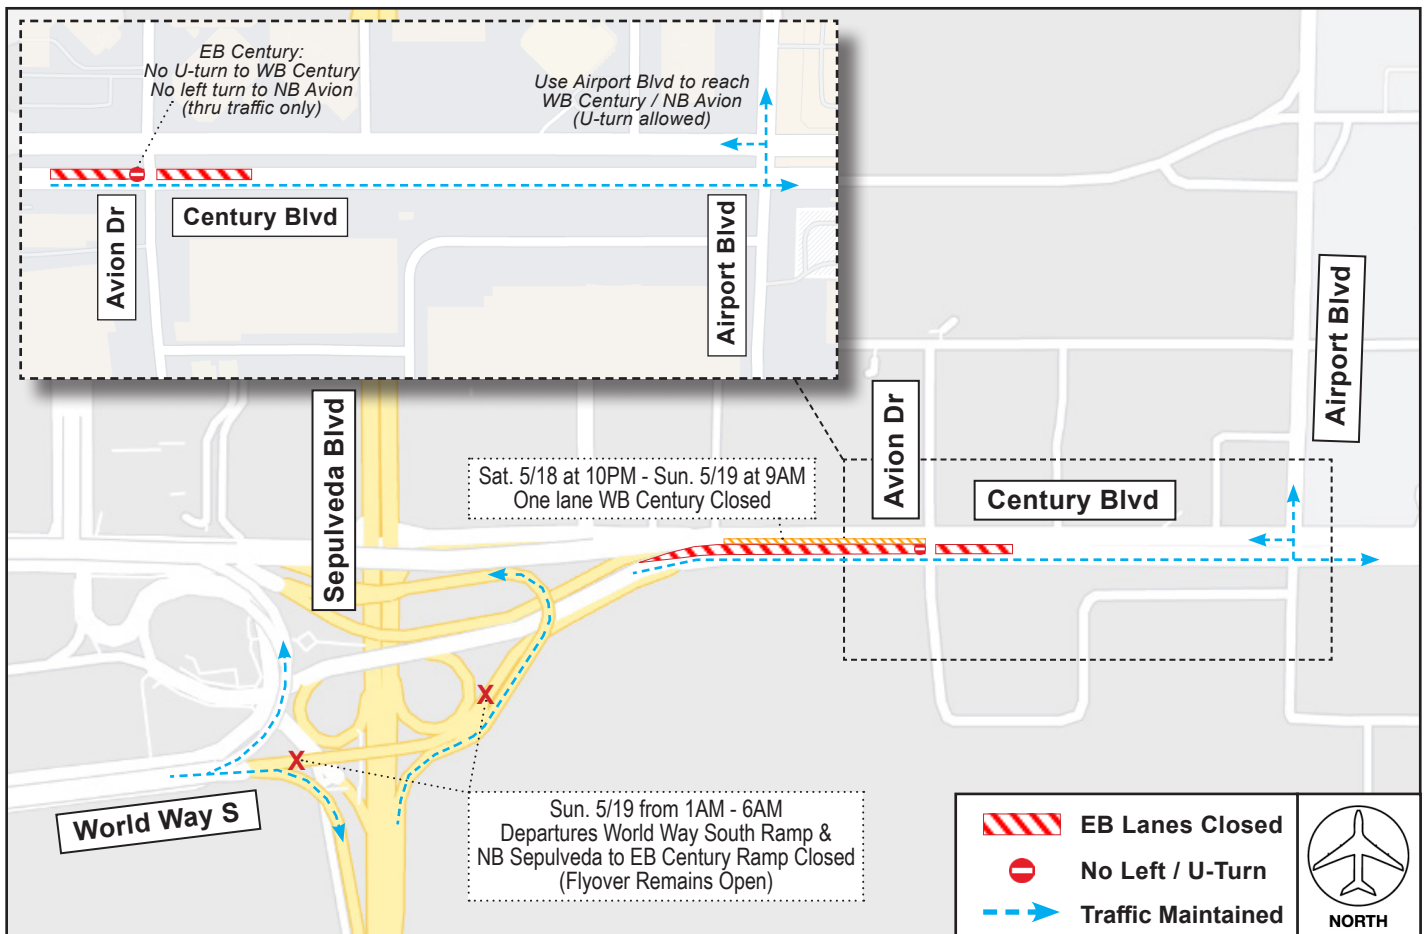 EB Century:
No U-turn to WB Century
No left turn to NB Avion
(thru traffic only)
Use Airport Blvd to reach
WB Century / NB Avion
(U-turn allowed)
Avion Dr
Century Blvd
Airport Blvd
Sepulveda Blvd
Sat. 5/18 at 10PM - Sun. 5/19 at 9AM
One lane WB Century Closed
Avion Dr
Century Blvd
Airport Blvd
X
X
World Way S
Sun. 5/19 from 1AM - 6AM
Departures World Way South Ramp &
NB Sepulveda to EB Century Ramp Closed
(Flyover Remains Open)
EB Lanes Closed
No Left / U-Turn
Traffic Maintained
NORTH